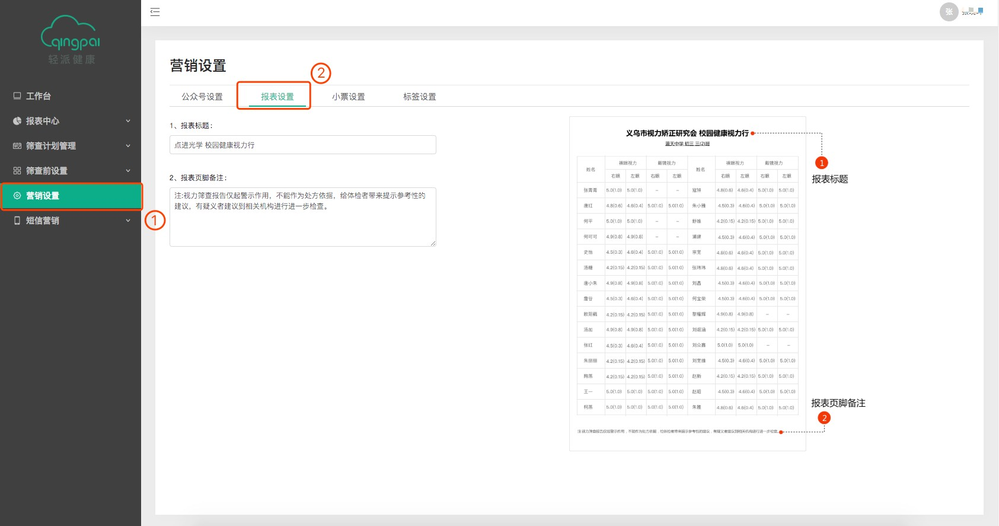 qingpai
轻派健康
张
工作台
报表中心
筛查计划管理
筛查前设置
营销设置
短信营销
1
营销设置
2
公众号设置
报表设置
小票设置
标签设置
1、报表标题：
点进光学 校园健康视力行
2、报表页脚备注：
注:视力筛查报告仅起警示作用，不能作为处方依据，给体检者带来提示参考性的
建议，有疑义者建议到相关机构进行进一步检查。
义乌市视力矫正研究会 校园健康视力行
蓝天中学 初三 三(2)班
1
报表标题
姓名 裸眼视力 戴镜视力 姓名 裸眼视力 戴镜视力
右眼 左眼 右眼 左眼 右眼 左眼 右眼 左眼
张菁菁 5.0(1.0) 5.0(1.0) – – 寇钟 4.8(0.6) 4.6(0.4) 5.0(1.0) 5.0(1.0)
唐红 4.8(0.6) 4.6(0.4) 5.0(1.0) 5.0(1.0) 朱小雅 4.5(0.3) 4.6(0.4) 5.0(1.0) 5.0(1.0)
何平 5.0(1.0) 5.0(1.0) – – 舒维 4.2(0.15) 4.2(0.15) 5.0(1.0) 5.0(1.0)
何可可 4.9(0.8) 4.9(0.8) – – 4.5(0.3) 4.6(0.4) 5.0(1.0) 5.0(1.0)
史怡 4.5(0.3) 4.6(0.4) 5.0(1.0) 5.0(1.0) 宗宽 4.8(0.6) 4.6(0.4) 5.0(1.0) 5.0(1.0)
汤糖 4.2(0.15) 4.2(0.15) 5.0(1.0) 5.0(1.0) 张玮玮 4.8(0.6) 4.6(0.4) 5.0(1.0) 5.0(1.0)
唐小朱 4.9(0.8) 4.9(0.8) 5.0(1.0) 5.0(1.0) 刘昌 4.5(0.3) 4.6(0.4) 5.0(1.0) 5.0(1.0)
詹谷 4.5(0.3) 4.6(0.4) 5.0(1.0) 5.0(1.0) 何宝荣 4.5(0.3) 4.6(0.4) 5.0(1.0) 5.0(1.0)
4.2(0.15) 4.2(0.15) 5.0(1.0) 5.0(1.0) 黎耀辉 4.9(0.8) 4.9(0.8) – –
汤加 4.9(0.8) 4.9(0.8) 5.0(1.0) 5.0(1.0) 4.2(0.15) 4.2(0.15) 5.0(1.0) 5.0(1.0)
张红 4.5(0.3) 4.6(0.4) 5.0(1.0) 5.0(1.0) 刘众鑫 5.0(1.0) 5.0(1.0) – –
朱丽丽 4.2(0.15) 4.2(0.15) 5.0(1.0) 5.0(1.0) 刘宽维 4.5(0.3) 4.6(0.4) 5.0(1.0) 5.0(1.0)
陶燕 4.2(0.15) 4.2(0.15) 5.0(1.0) 5.0(1.0) 赵新 4.2(0.15) 4.2(0.15) 5.0(1.0) 5.0(1.0)
王一 5.0(1.0) 5.0(1.0) 5.0(1.0) 5.0(1.0) 赵昭 4.5(0.3) 4.6(0.4) 5.0(1.0) 5.0(1.0)
柯燕 5.0(1.0) 5.0(1.0) 5.0(1.0) 5.0(1.0) 朱雅 4.8(0.6) 4.6(0.4) 5.0(1.0) 5.0(1.0)
报表页脚备注
2
注:视力筛查报告仅起警示作用，不能作为处方依据，给体检者带来提示参考性的建议，有疑义者建议到相关机构进行进一步检查。